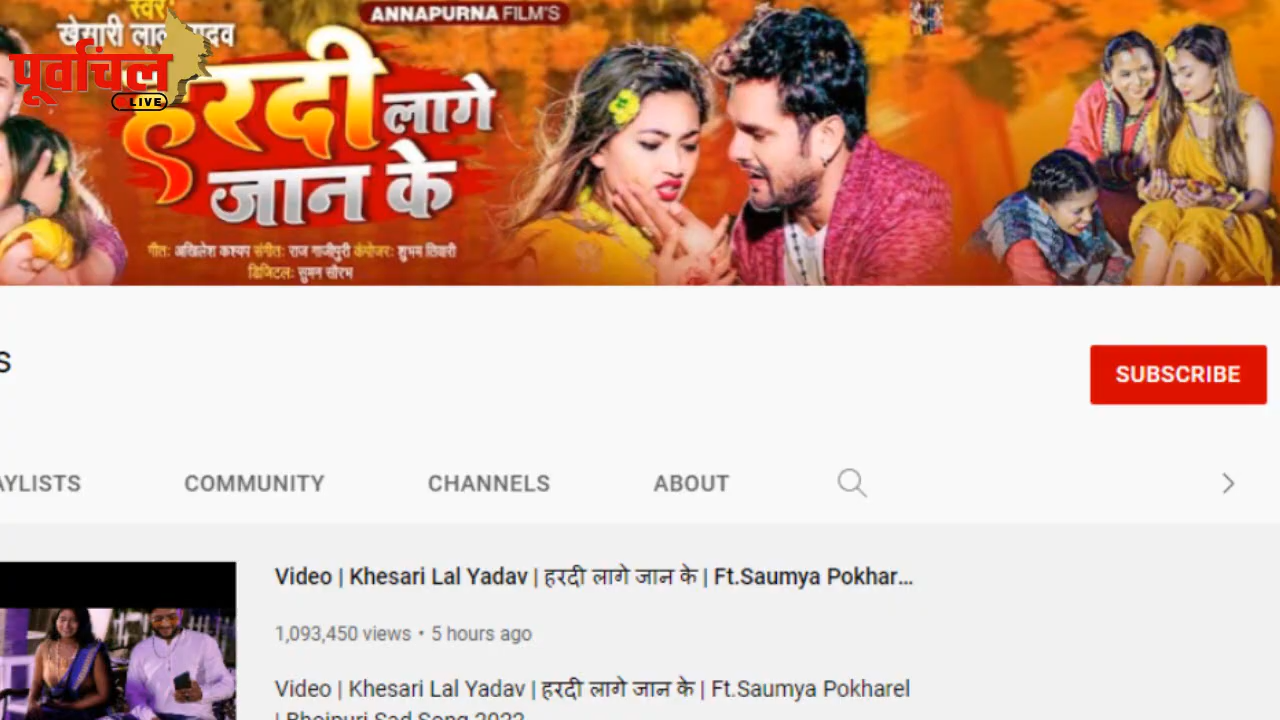 स्वर:
ANNAPURNA FILM'S
खेसारी लाल यादव
पूर्वांचल
LIVE
हरदी लागे
जान के
गीत: अखिलेश कश्यप संगीत: राज गाजीपुरी कंपोजर: शुभम तिवारी
डिजिटल: सुमन सौरभ
S
SUBSCRIBE
AYLISTS COMMUNITY CHANNELS ABOUT
Video | Khesari Lal Yadav | हरदी लागे जान के | Ft.Saumya Pokhar...
1,093,450 views • 5 hours ago
Video | Khesari Lal Yadav | हरदी लागे जान के | Ft.Saumya Pokharel
| Bhojpuri Sad Song 2022